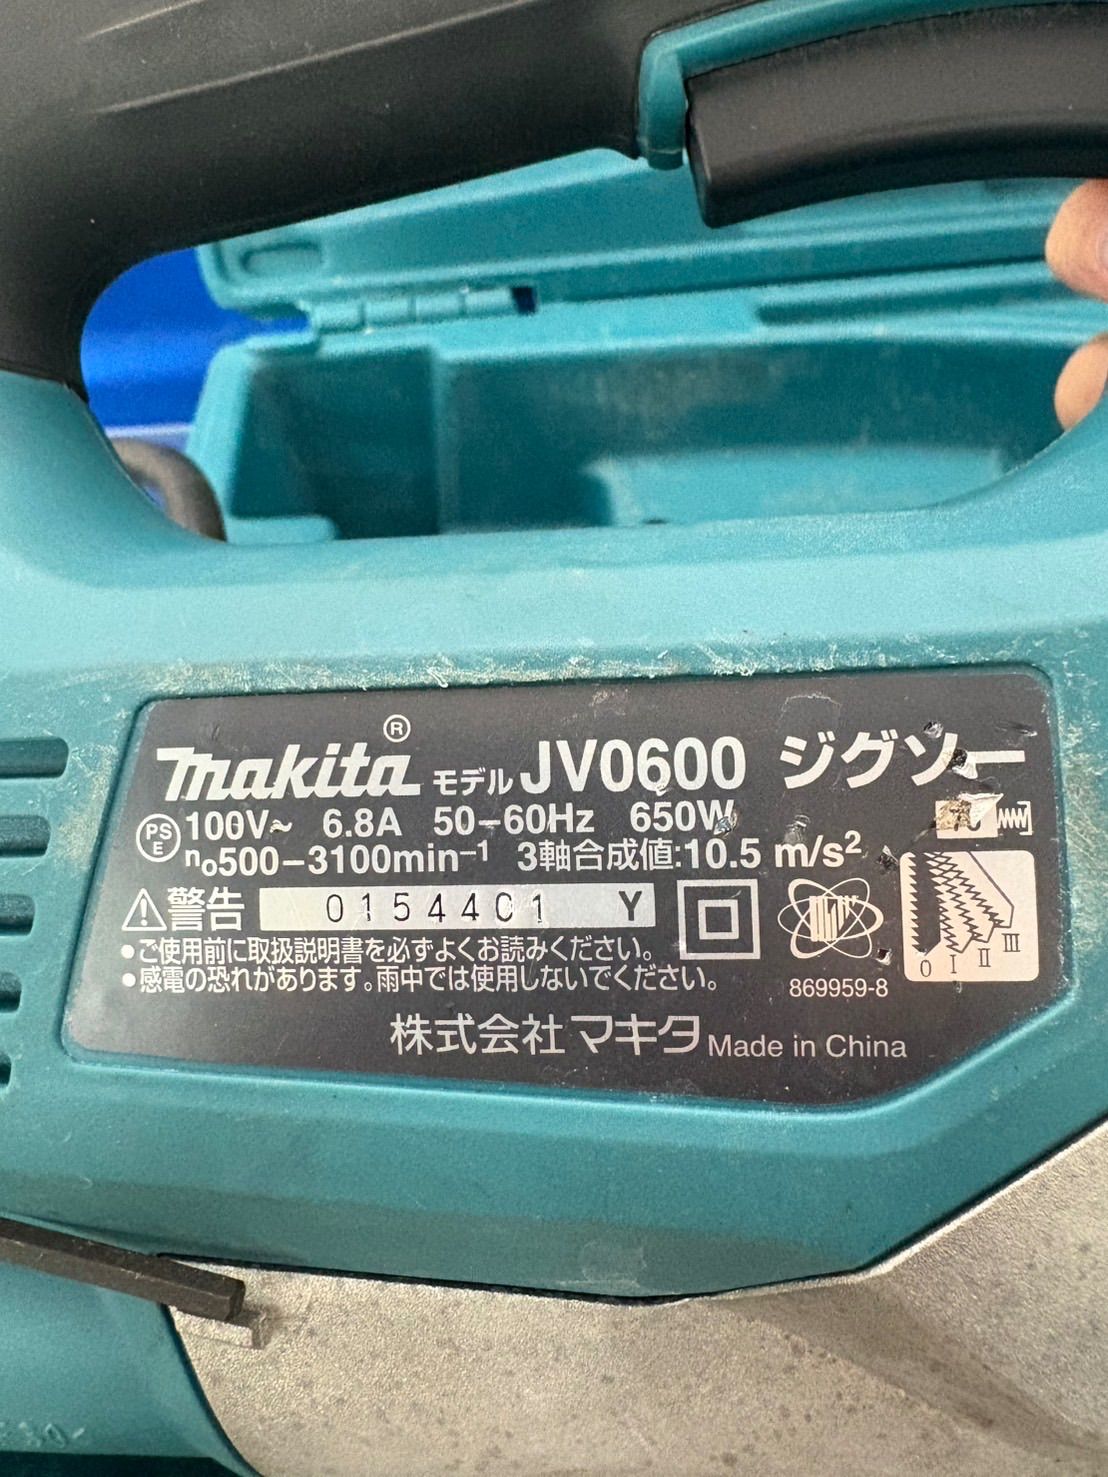 makita® モデル JV0600 ジグソー
PS E 100V~ 6.8A 50-60Hz 650W
n₀500-3100min⁻¹ 3軸合成値:10.5 m/s²
⚠警告 0154401 Y
•ご使用前に取扱説明書を必ずよくお読みください。
•感電の恐れがあります。雨中では使用しないでください。
0 I II III
869959-8
株式会社 マキタ Made in China